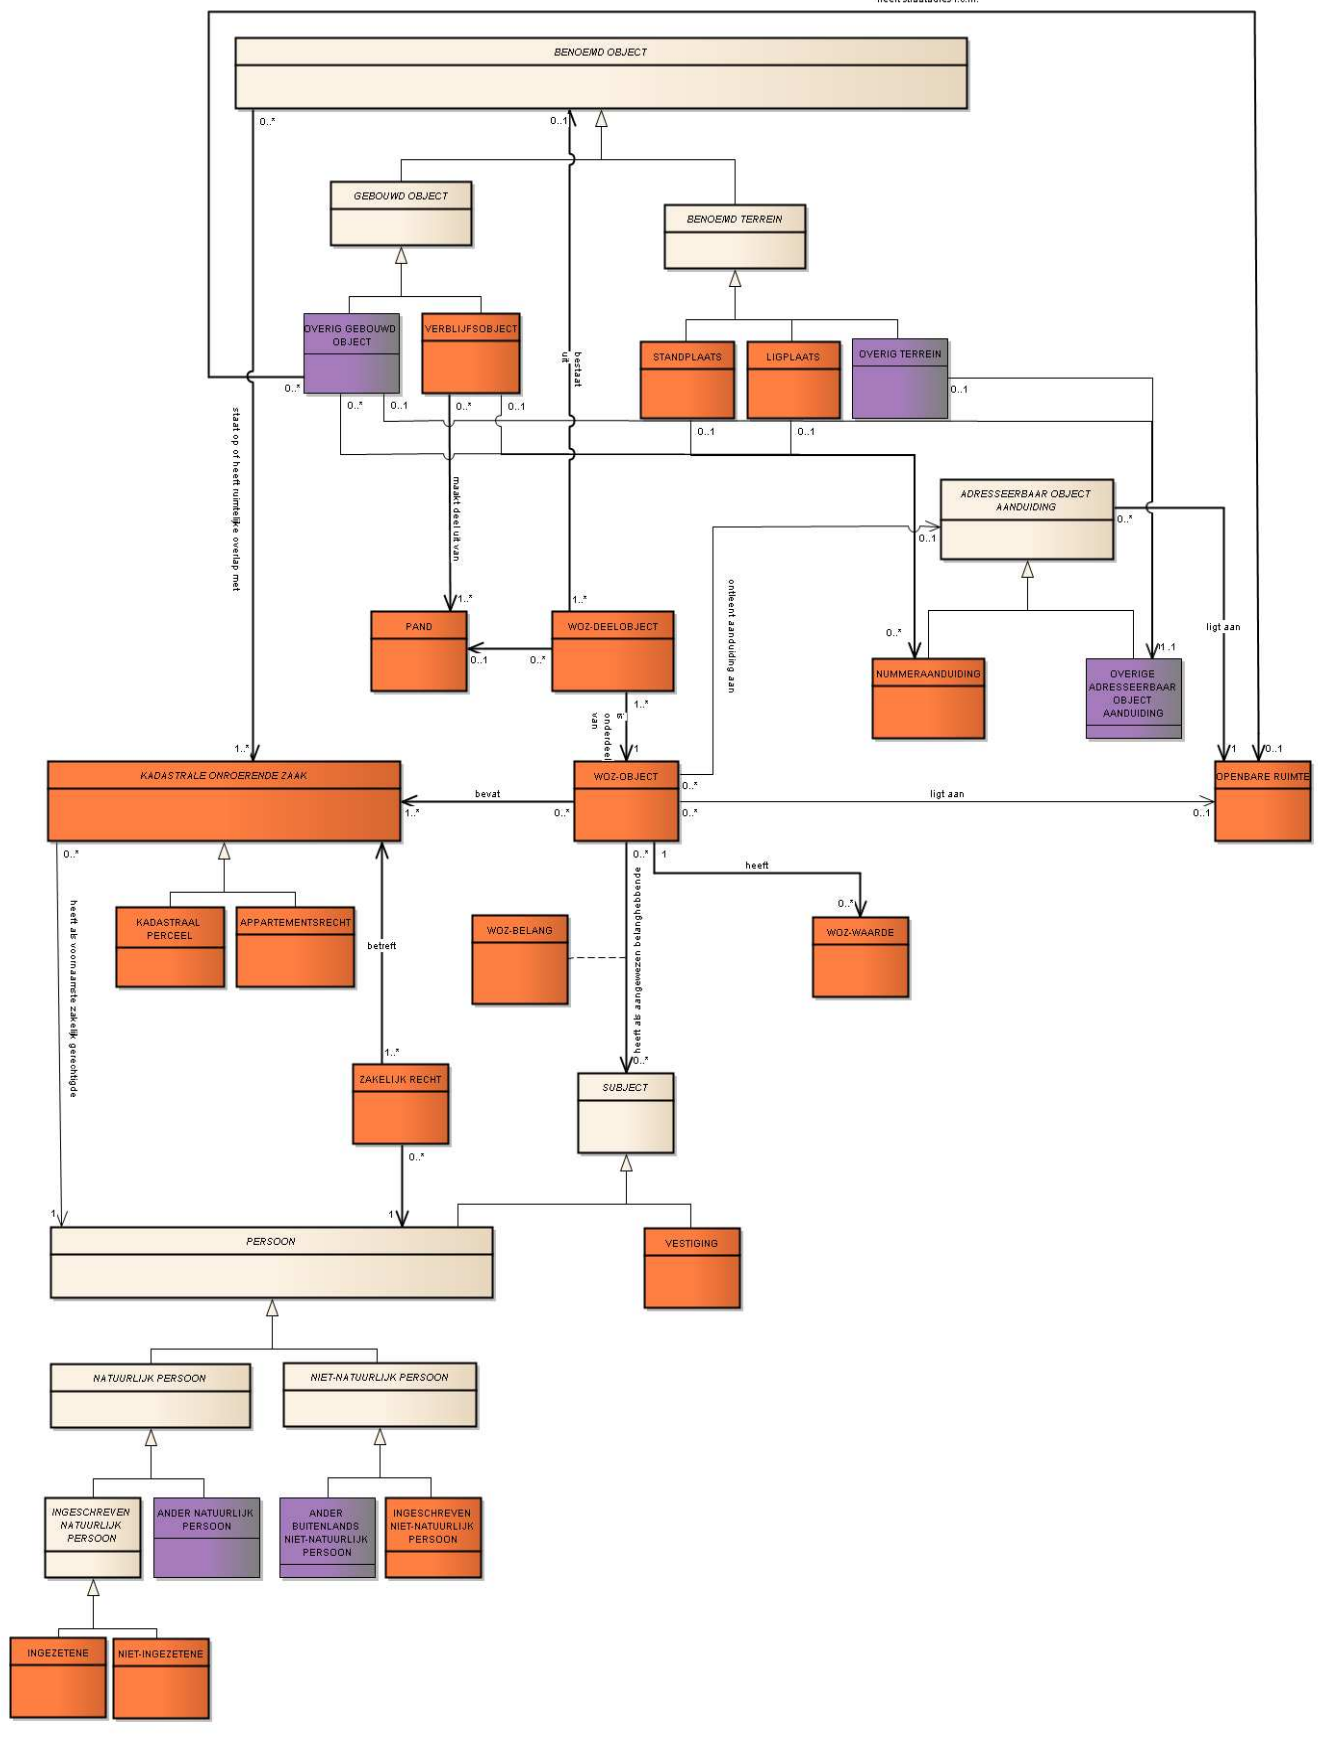 BENOEMD OBJECT
0..*
0..1
GEBOUWD OBJECT
BENOEMD TERREIN
OVERIG GEBOUWD
OBJECT
VERBLIJFSOBJECT
STANDPLAATS
LIGPLAATS
OVERIG TERREIN
bestaat
uit
0..*
0..1
0..*
0..1
0..*
0..1
0..1
0..1
staat op of heeft ruimtelijke overlap met
maakt deel uit van
ADRESSEERBAAR OBJECT
AANDUIDING
0..*
0..1
ontleent aanduiding aan
1..*
1..*
PAND
WOZ-DEELOBJECT
ligt aan
0..*
0..1
0..*
1..1
NUMMERAANDUIDING
OVERIGE
ADRESSEERBAAR
OBJECT
AANDUIDING
1..*
is
onderdeel
van
1..*
1
1
0..1
KADASTRALE ONROERENDE ZAAK
WOZ-OBJECT
OPENBARE RUIMTE
0..*
bevat
ligt aan
1..*
0..*
0..*
0..1
0..*
0..*
1
heeft
heeft als voornaamste zakelijk gerechtigde
heeft als aangewezen belanghebbende
0..*
KADASTRAAL
PERCEEL
APPARTEMENTSRECHT
WOZ-BELANG
WOZ-WAARDE
betreft
1..*
0..*
ZAKELIJK RECHT
SUBJECT
0..*
1
1
PERSOON
VESTIGING
NATUURLIJK PERSOON
NIET-NATUURLIJK PERSOON
INGESCHREVEN
NATUURLIJK
PERSOON
ANDER NATUURLIJK
PERSOON
ANDER
BUITENLANDS
NIET-NATUURLIJK
PERSOON
INGESCHREVEN
NIET-NATUURLIJK
PERSOON
INGEZETENE
NIET-INGEZETENE